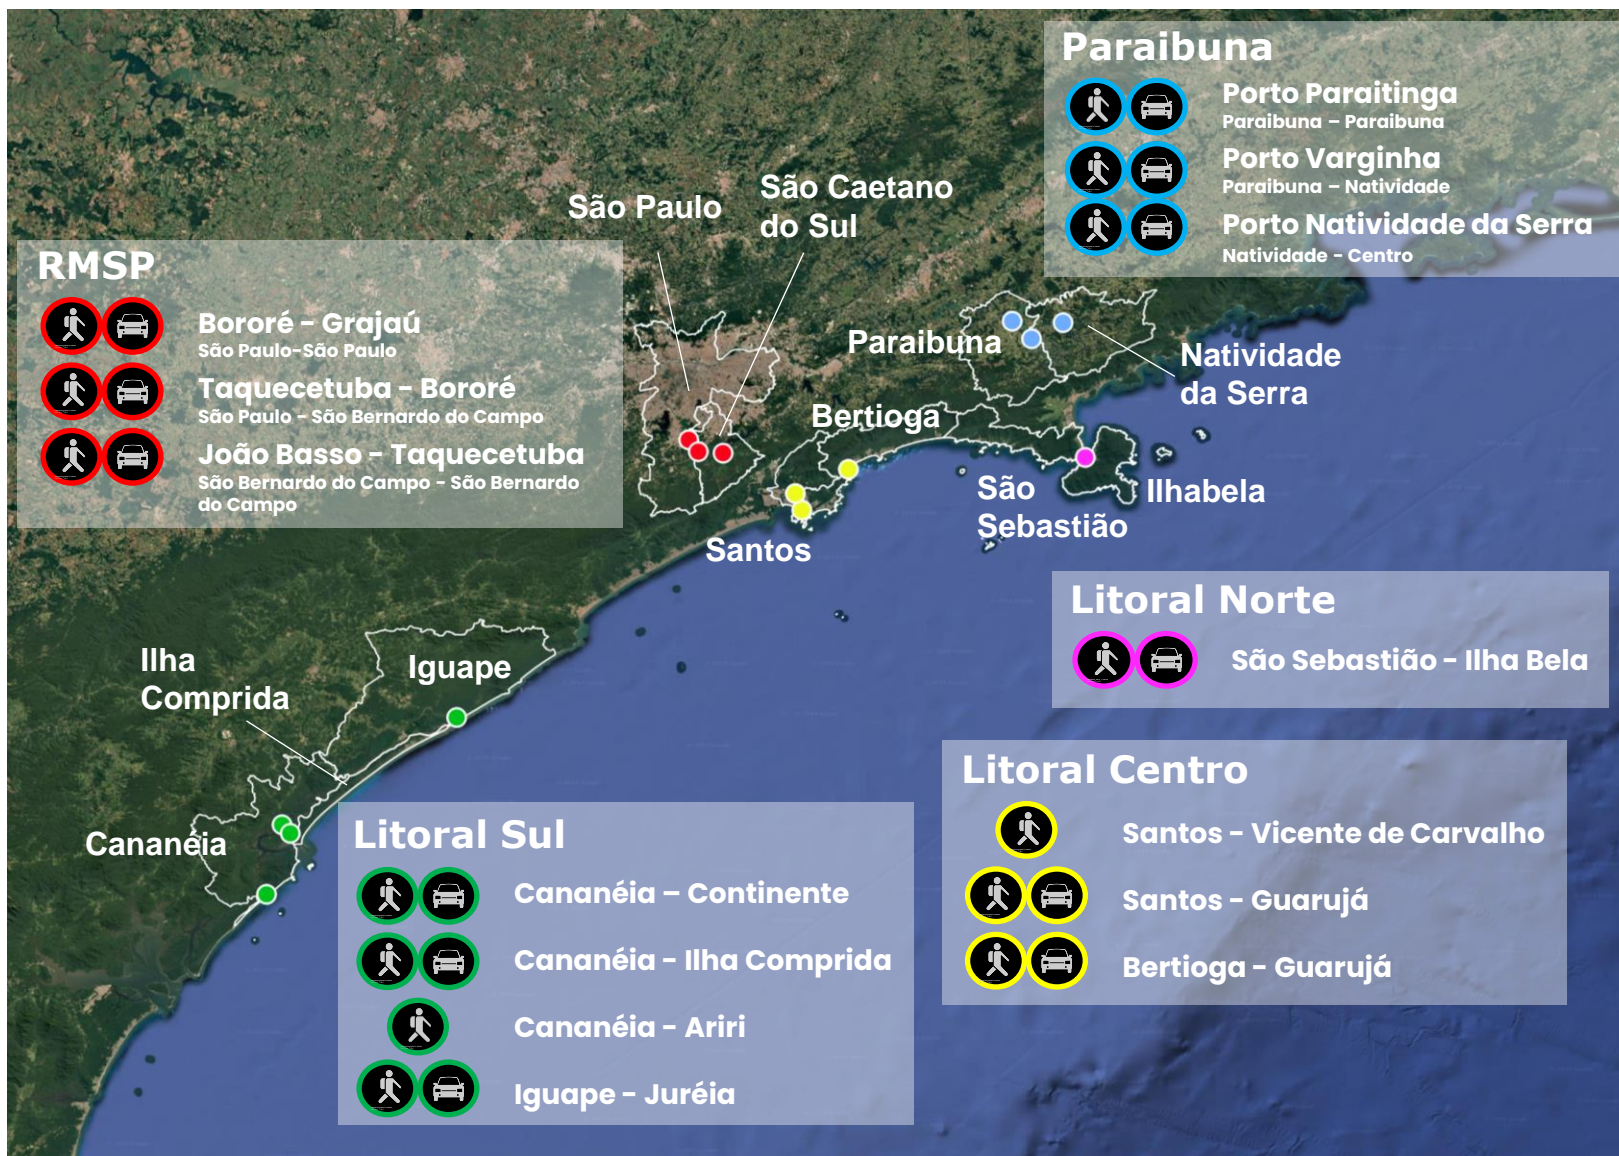 Paraibuna
Porto Paraitinga
Paraibuna – Paraibuna
Porto Varginha
Paraibuna – Natividade
Porto Natividade da Serra
Natividade - Centro
São Paulo
São Caetano
do Sul
RMSP
Bororé - Grajaú
São Paulo-São Paulo
Taquecetuba - Bororé
São Paulo - São Bernardo do Campo
João Basso - Taquecetuba
São Bernardo do Campo - São Bernardo
do Campo
Paraibuna
Natividade
da Serra
Bertioga
São
Sebastião
Ilhabela
Santos
Litoral Norte
São Sebastião - Ilha Bela
Ilha
Comprida
Iguape
Cananéia
Litoral Centro
Santos - Vicente de Carvalho
Santos - Guarujá
Bertioga - Guarujá
Litoral Sul
Cananéia – Continente
Cananéia - Ilha Comprida
Cananéia - Ariri
Iguape - Juréia